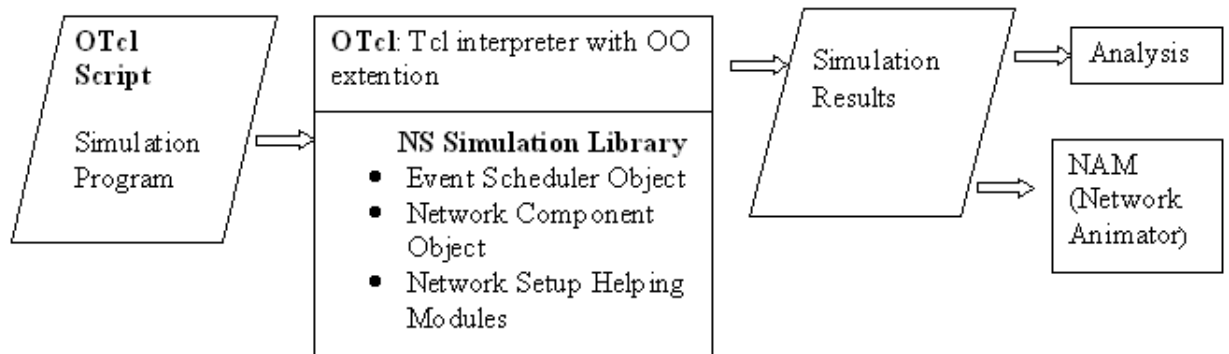 OTcl
Script
Simulation
Program
OTcl: Tcl interpreter with OO
extention
NS Simulation Library
• Event Scheduler Object
• Network Component
Object
• Network Setup Helping
Modules
Simulation
Results
Analysis
NAM
(Network
Animator)